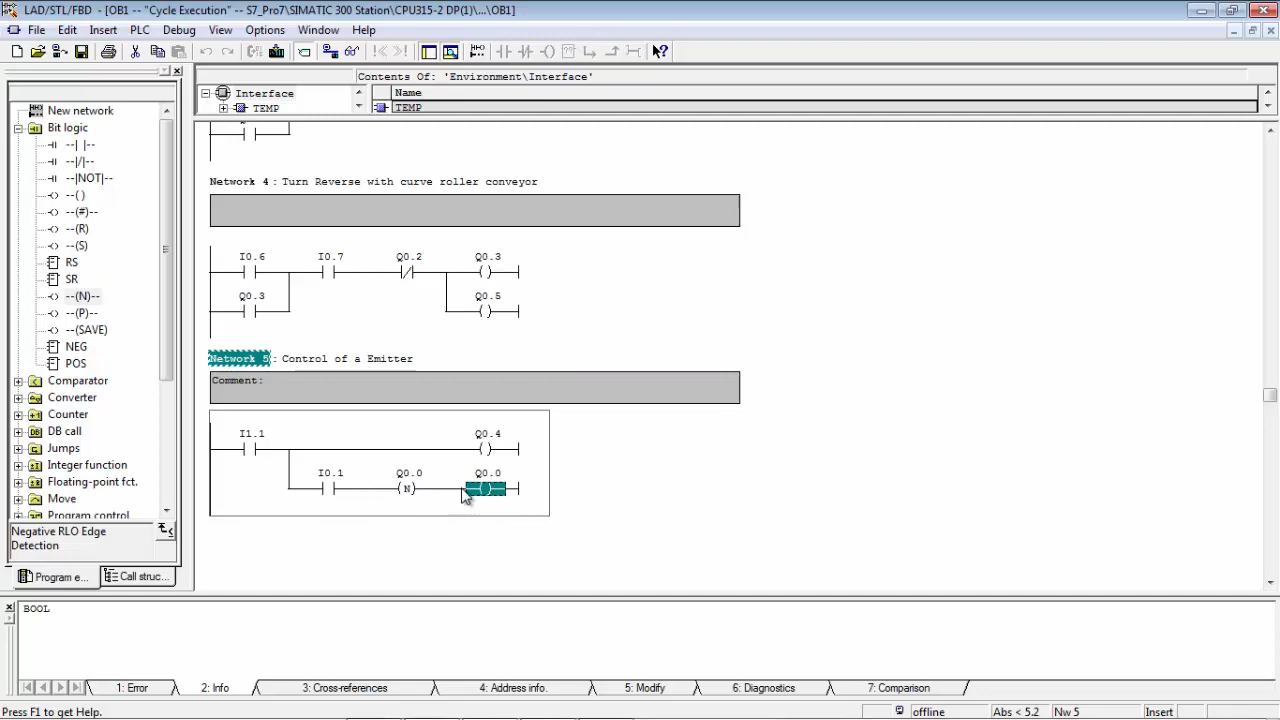 LAD/STL/FBD - [OB1 -- "Cycle Execution" -- S7_Pro7\SIMATIC 300 Station\CPU315-2 DP(1)\...\OB1]
File Edit Insert PLC Debug View Options Window Help
Contents Of: 'Environment\Interface'
Interface
TEMP
Name
TEMP
New network
Bit logic
--| |--
--|/|--
--|NOT|--
--( )
--(#)--
--(R)
--(S)
RS
SR
--(N)--
--(P)--
--(SAVE)
NEG
POS
Comparator
Converter
Counter
DB call
Jumps
Integer function
Floating-point fct.
Move
Program control
Negative RLO Edge
Detection
Program e...
Call struc...
Network 4 : Turn Reverse with curve roller conveyor
I0.6 I0.7 Q0.2 Q0.3
Q0.3 Q0.5
Network 5 : Control of a Emitter
Comment:
I1.1 Q0.4
I0.1 Q0.0 Q0.0
N
BOOL
1: Error 2: Info 3: Cross-references 4: Address info. 5: Modify 6: Diagnostics 7: Comparison
Press F1 to get Help. offline Abs < 5.2 Nw 5 Insert